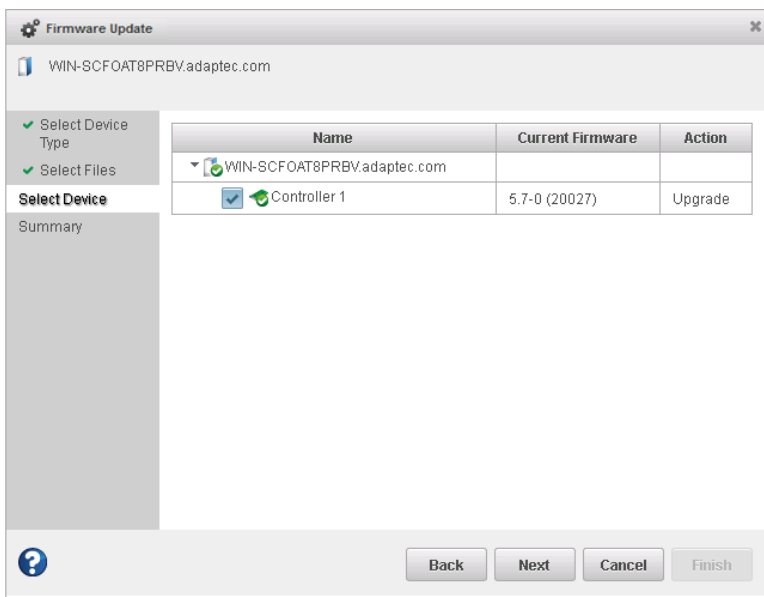 Firmware Update
WIN-SCFOAT8PRBV.adaptec.com
Select Device
Type
Select Files
Select Device
Summary
Name Current Firmware Action
WIN-SCFOAT8PRBV.adaptec.com
Controller 1 5.7-0 (20027) Upgrade
? Back Next Cancel Finish